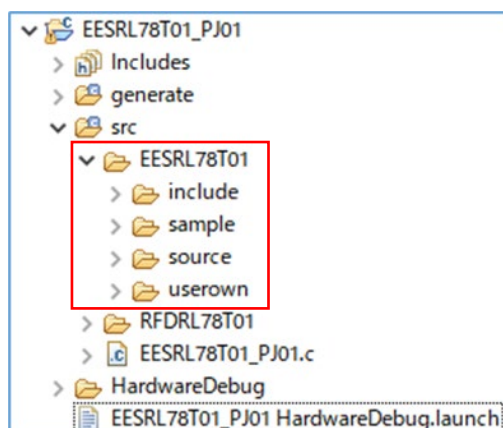 EESRL78T01_PJ01
Includes
generate
src
EESRL78T01
include
sample
source
userown
RFDRL78T01
EESRL78T01_PJ01.c
HardwareDebug
EESRL78T01_PJ01 HardwareDebug.launch